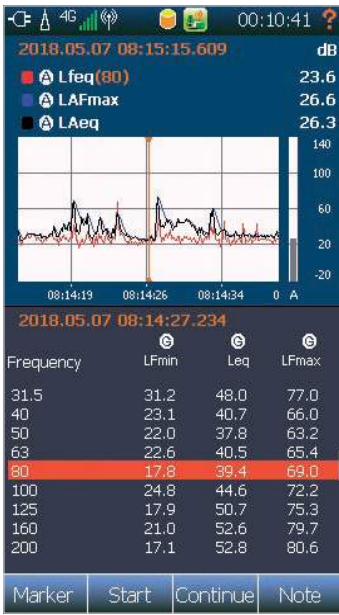 4G 00:10:41 ?
2018.05.07 08:15:15.609 dB
A Lfeq(80) 23.6
A LAFmax 26.6
A LAeq 26.3
140
100
60
20
-20
08:14:19 08:14:26 08:14:34 0 A
2018.05.07 08:14:27.234
G G G
Frequency LFmin Leq LFmax
31.5 31.2 48.0 77.0
40 23.1 40.7 66.0
50 22.0 37.8 63.2
63 22.6 40.5 65.4
80 17.8 39.4 69.0
100 24.8 44.6 72.2
125 17.9 50.7 75.3
160 21.0 52.6 79.7
200 17.1 52.8 80.6
Marker Start Continue Note